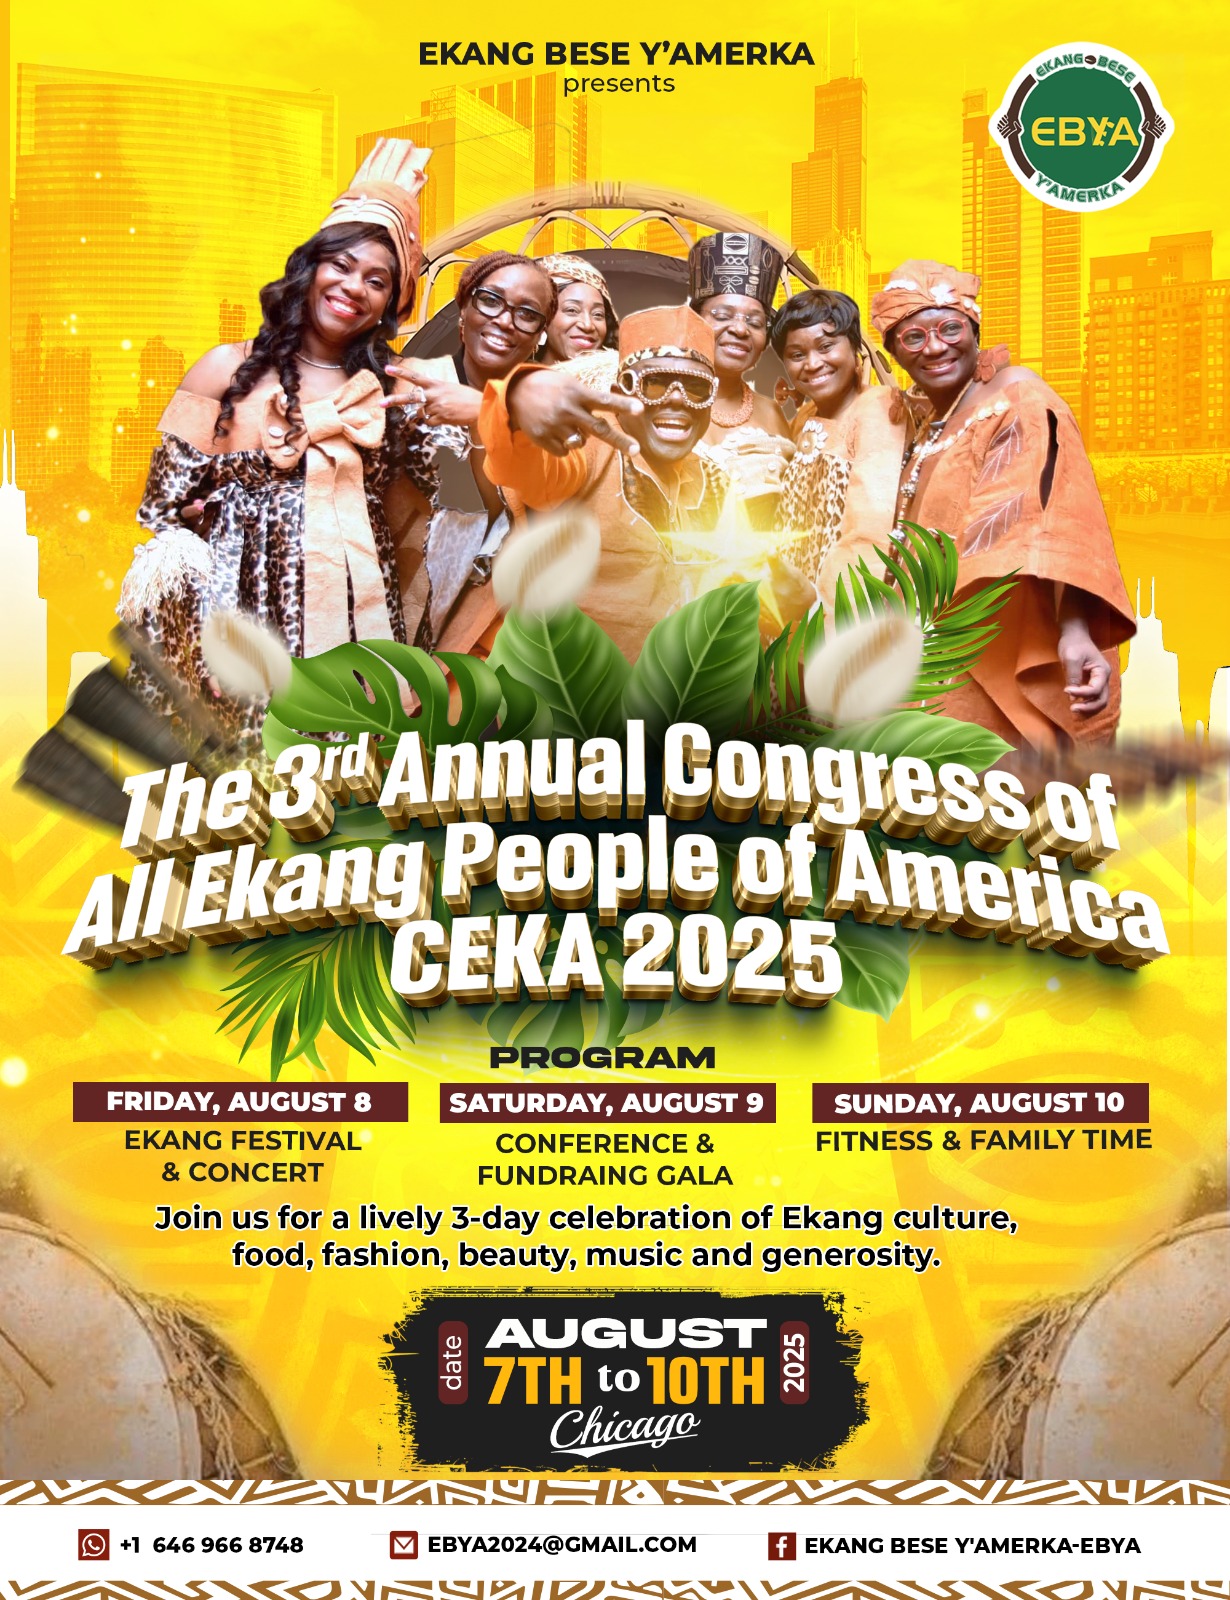 EKANG BESE Y’AMERKA
presents
EKANG BESE
EBYA
Y'AMERKA
The 3rd Annual Congress of
All Ekang People of America
CEKA 2025
PROGRAM
FRIDAY, AUGUST 8
EKANG FESTIVAL
& CONCERT
SATURDAY, AUGUST 9
CONFERENCE &
FUNDRAING GALA
SUNDAY, AUGUST 10
FITNESS & FAMILY TIME
Join us for a lively 3-day celebration of Ekang culture,
food, fashion, beauty, music and generosity.
date
AUGUST
7TH to 10TH
2025
Chicago
+1 646 966 8748
EBYA2024@GMAIL.COM
EKANG BESE Y'AMERKA-EBYA